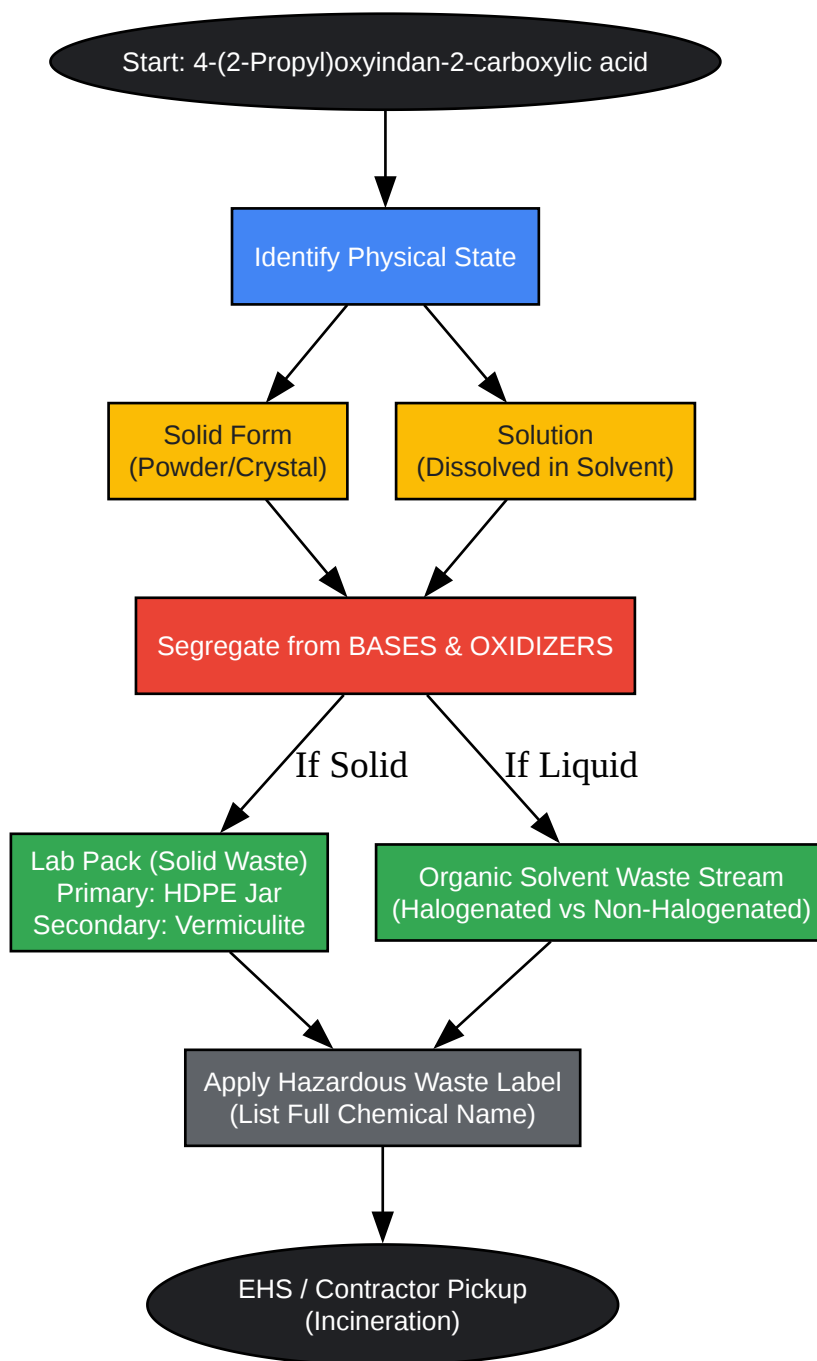 Start: 4-(2-Propyl)oxyindan-2-carboxylic acid
Identify Physical State
Solid Form
(Powder/Crystal)
Solution
(Dissolved in Solvent)
Segregate from BASES & OXIDIZERS
If Solid
If Liquid
Lab Pack (Solid Waste)
Primary: HDPE Jar
Secondary: Vermiculite
Organic Solvent Waste Stream
(Halogenated vs Non-Halogenated)
Apply Hazardous Waste Label
(List Full Chemical Name)
EHS / Contractor Pickup
(Incineration)